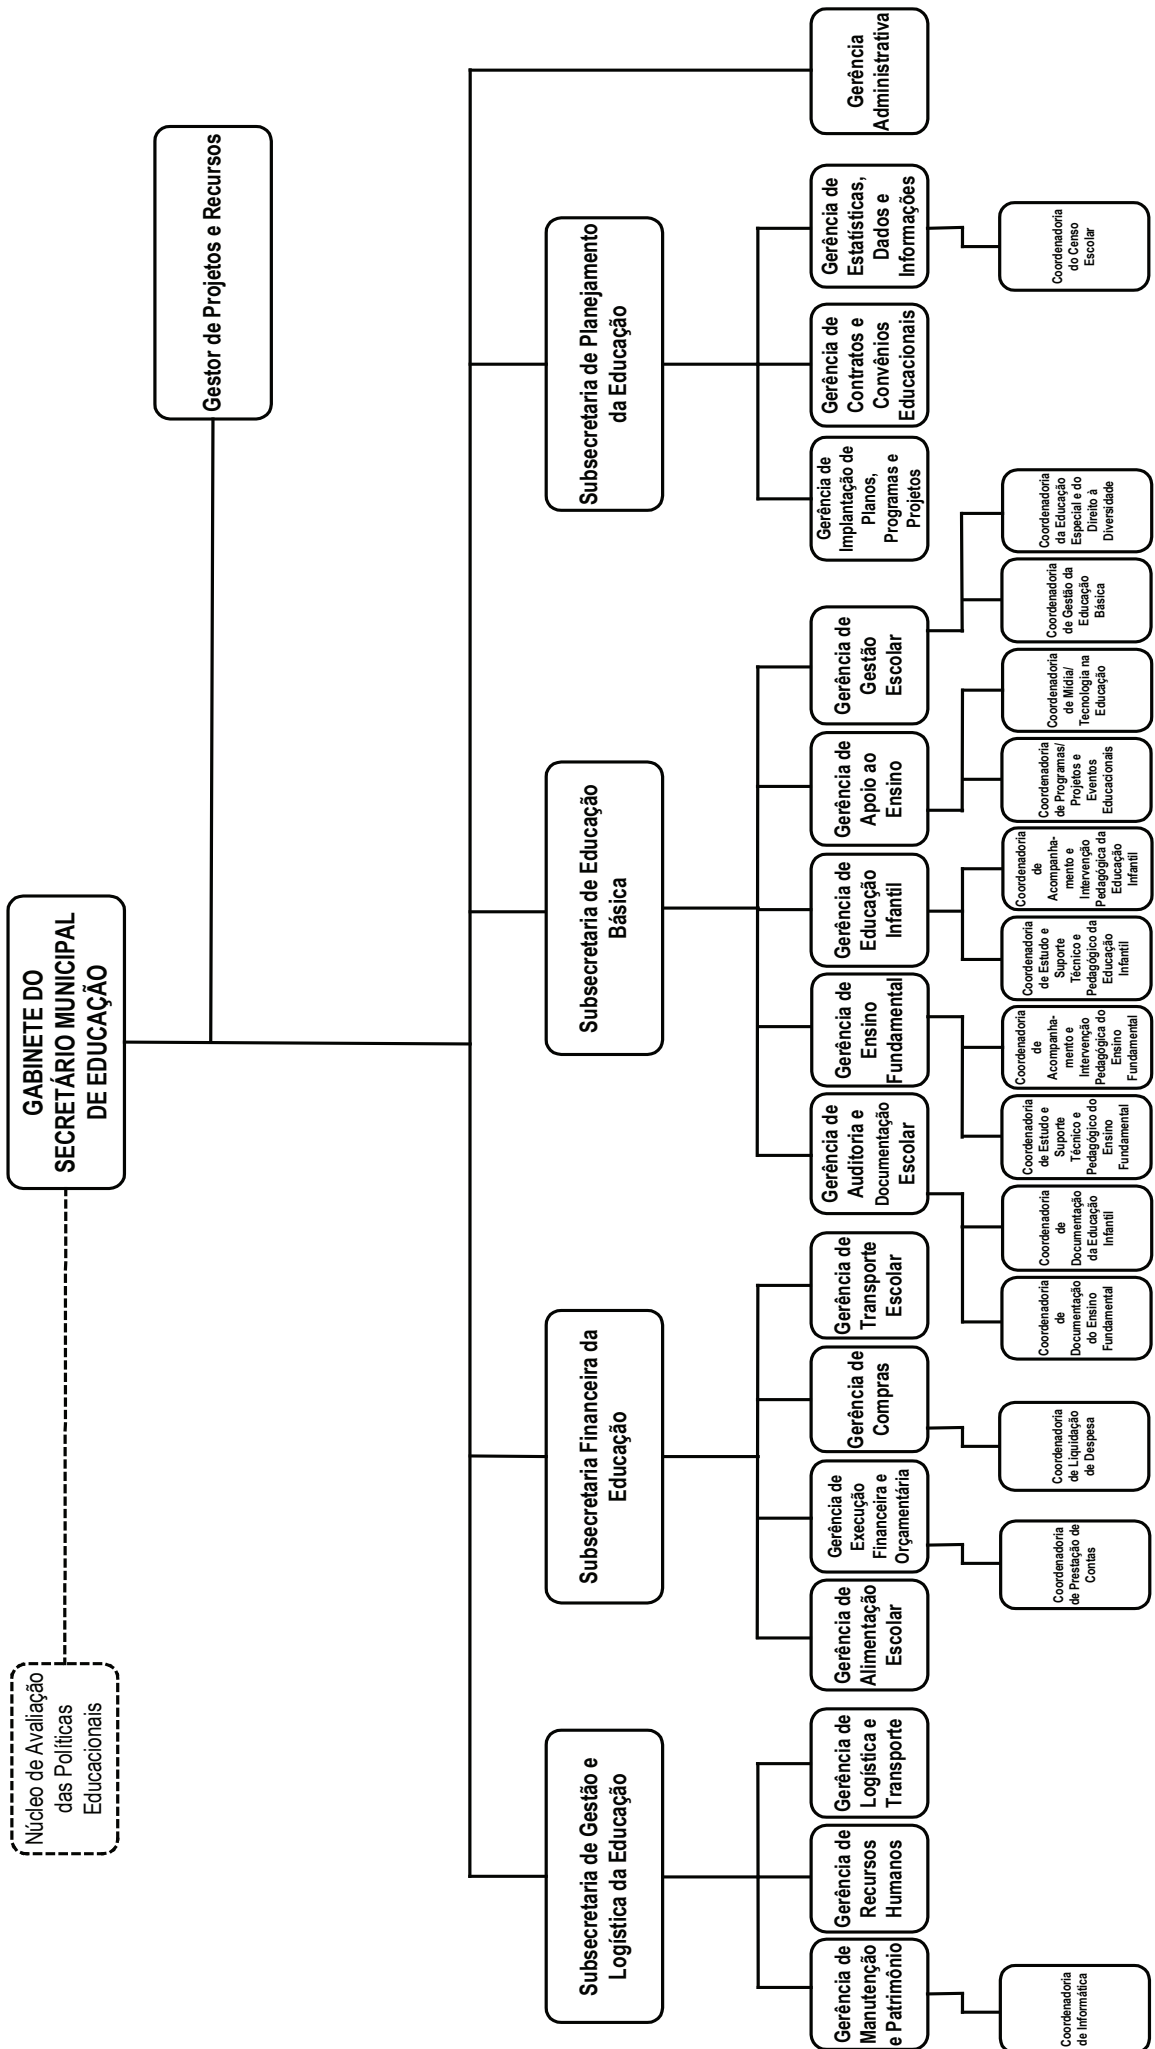 GABINETE DO
SECRETÁRIO MUNICIPAL
DE EDUCAÇÃO
Núcleo de Avaliação
das Políticas
Educacionais
Gestor de Projetos e Recursos
Subsecretaria de Gestão e
Logística da Educação
Subsecretaria Financeira da
Educação
Subsecretaria de Educação
Básica
Subsecretaria de Planejamento
da Educação
Gerência de
Manutenção
e Patrimônio
Gerência de
Recursos
Humanos
Gerência de
Logística e
Transporte
Gerência de
Alimentação
Escolar
Gerência de
Execução
Financeira e
Orçamentária
Gerência de
Compras
Gerência de
Transporte
Escolar
Gerência de
Auditoria e
Documentação
Escolar
Gerência de
Ensino
Fundamental
Gerência de
Educação
Infantil
Gerência de
Apoio ao
Ensino
Gerência de
Gestão
Escolar
Gerência de
Implantação de
Planos,
Programas e
Projetos
Gerência de
Contratos e
Convênios
Educacionais
Gerência de
Estatísticas,
Dados e
Informações
Gerência
Administrativa
Coordenadoria
de Informática
Coordenadoria
de Prestação de
Contas
Coordenadoria
de Liquidação
de Despesa
Coordenadoria
de
Documentação
do Ensino
Fundamental
Coordenadoria
de
Documentação
da Educação
Infantil
Coordenadoria
de Estudo e
Suporte
Técnico e
Pedagógico do
Ensino
Fundamental
Coordenadoria
de
Acompanha-
mento e
Intervenção
Pedagógica do
Ensino
Fundamental
Coordenadoria
de Estudo e
Suporte
Técnico e
Pedagógico da
Educação
Infantil
Coordenadoria
de
Acompanha-
mento e
Intervenção
Pedagógica da
Educação
Infantil
Coordenadoria
de Programas/
Projetos e
Eventos
Educacionais
Coordenadoria
de Mídia/
Tecnologia na
Educação
Coordenadoria
de Gestão da
Educação
Básica
Coordenadoria
da Educação
Especial e do
Direito à
Diversidade
Coordenadoria
do Censo
Escolar